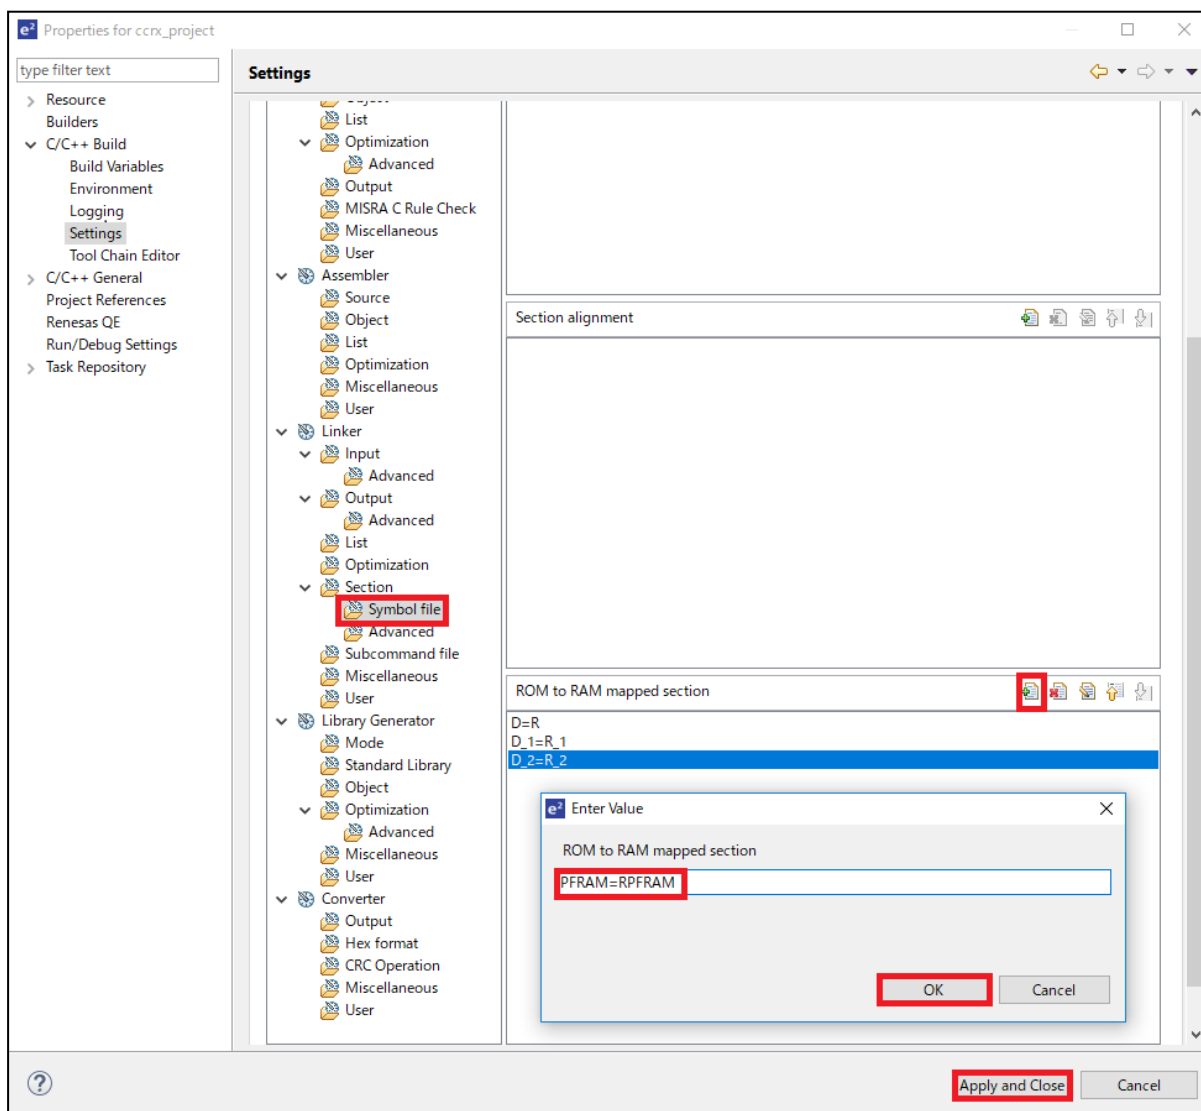 e² Properties for ccrx_project
type filter text
Settings
Resource
Builders
C/C++ Build
Build Variables
Environment
Logging
Settings
Tool Chain Editor
C/C++ General
Project References
Renesas QE
Run/Debug Settings
Task Repository
Object
List
Optimization
Advanced
Output
MISRA C Rule Check
Miscellaneous
User
Assembler
Source
Object
List
Optimization
Miscellaneous
User
Linker
Input
Advanced
Output
Advanced
List
Optimization
Section
Symbol file
Advanced
Subcommand file
Miscellaneous
User
Library Generator
Mode
Standard Library
Object
Optimization
Advanced
Miscellaneous
User
Converter
Output
Hex format
CRC Operation
Miscellaneous
User
Section alignment
ROM to RAM mapped section
D=R
D_1=R_1
D_2=R_2
e² Enter Value
ROM to RAM mapped section
PFRAM=RPFRAM
OK Cancel
? Apply and Close Cancel